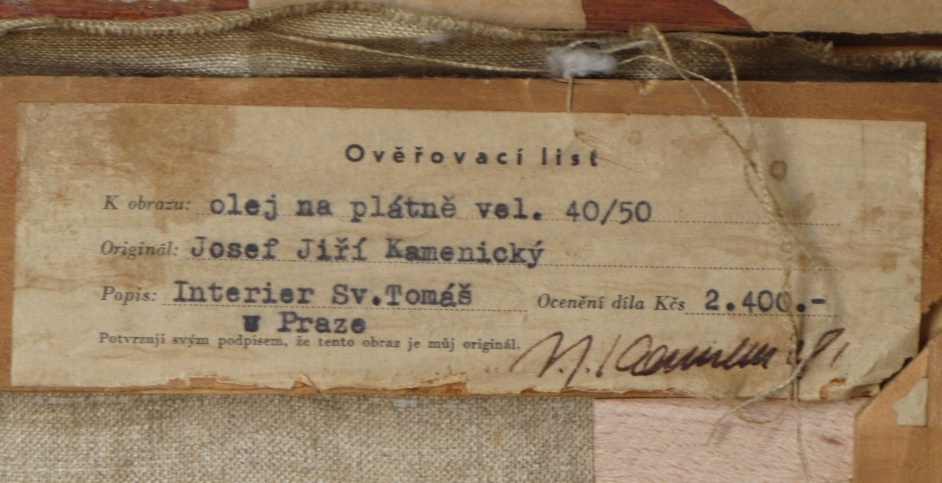 Ověřovací list
K obrazu: olej na plátně vel. 40/50
Originál: Josef Jiří Kamenický
Popis: Interier Sv.Tomáš Ocenění díla Kčs 2.400.-
v Praze
Potvrzuji svým podpisem, že tento obraz je můj originál.